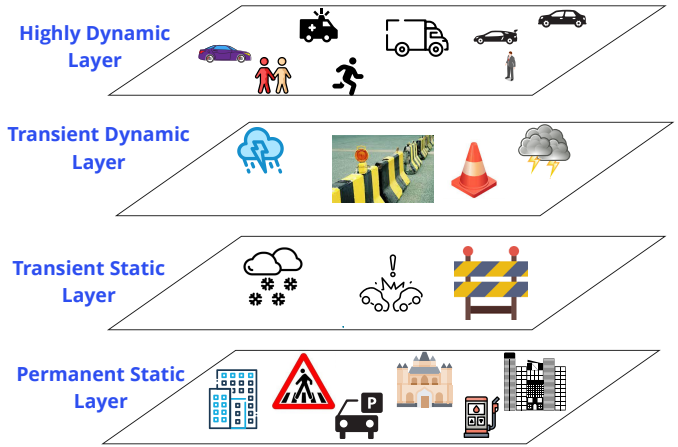 Highly Dynamic
Layer
Transient Dynamic
Layer
Transient Static
Layer
Permanent Static
Layer
P